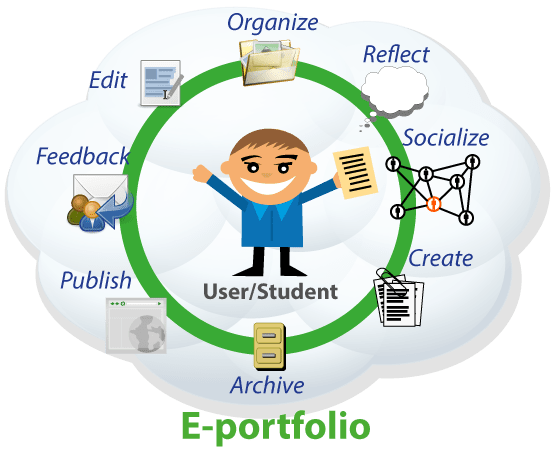 Organize
Reflect
Edit
Socialize
Feedback
Create
Publish
User/Student
Archive
E-portfolio